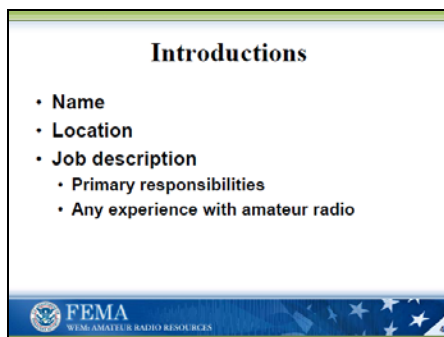 Introductions
• Name
• Location
• Job description
• Primary responsibilities
• Any experience with amateur radio
FEMA
WEM: AMATEUR RADIO RESOURCES